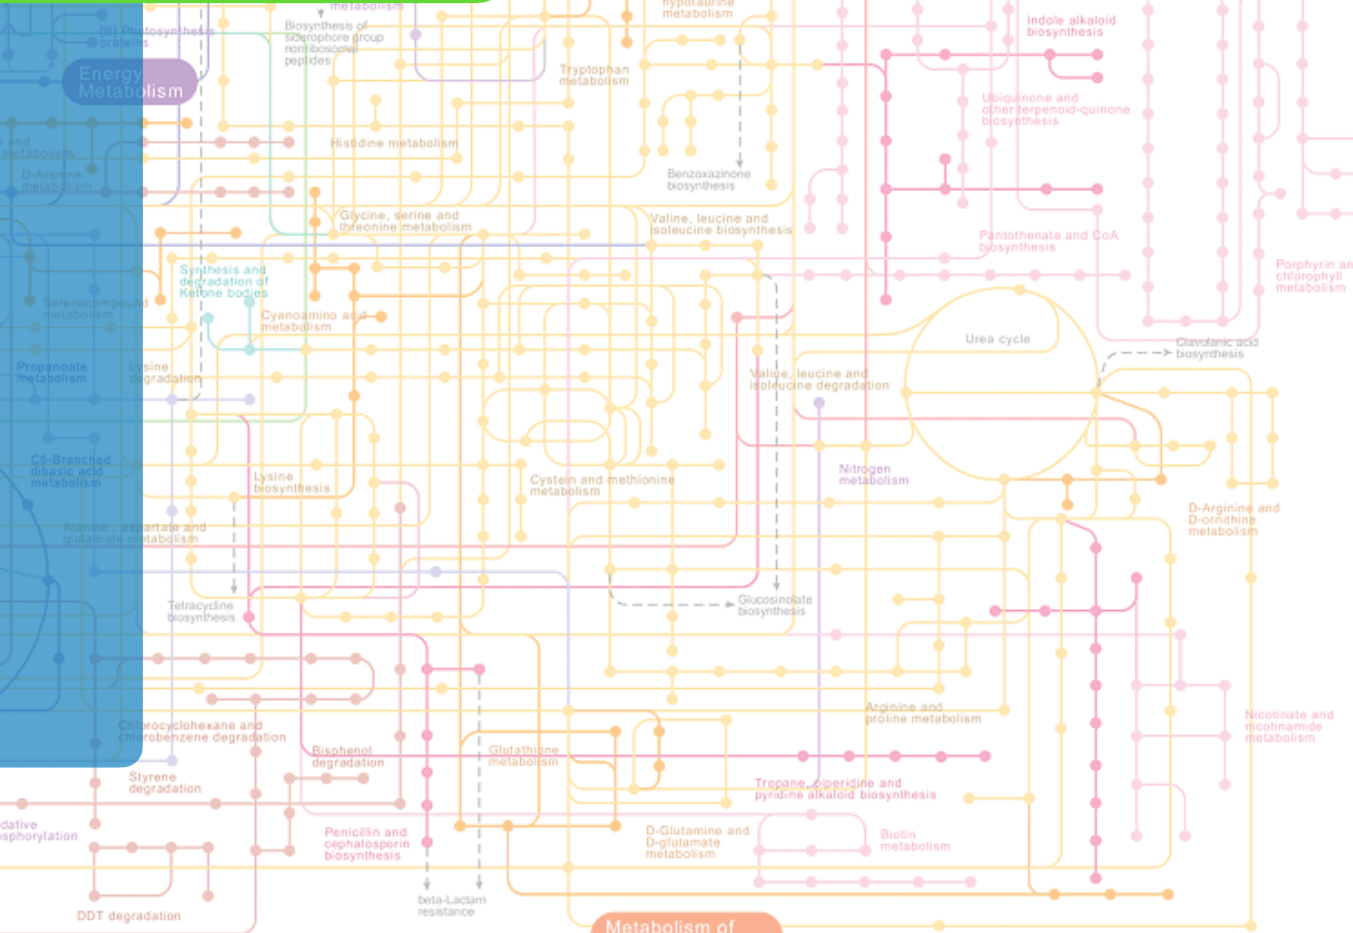 metabolism
hypotaurine
metabolism
Indole alkaloid
biosynthesis
[B] Photosynthesis
proteins
Biosynthesis of
siderophore group
nonribosomal
peptides
Energy
Metabolism
Tryptophan
metabolism
Ubiquinone and
other terpenoid-quinone
biosynthesis
Histidine metabolism
e and
metabolism
D-Alanine
metabolism
Benzoxazinone
biosynthesis
Glycine, serine and
threonine metabolism
Valine, leucine and
isoleucine biosynthesis
Pantothenate and CoA
biosynthesis
Synthesis and
degradation of
Ketone bodies
Porphyrin an
chlorophyll
metabolism
Selenocompound
metabolism
Cyanoamino acid
metabolism
Urea cycle
Clavulanic acid
biosynthesis
Propanoate
metabolism
Lysine
degradation
Valine, leucine and
isoleucine degradation
C5-Branched
dibasic acid
metabolism
Lysine
biosynthesis
Cystein and methionine
metabolism
Nitrogen
metabolism
D-Arginine and
D-ornithine
metabolism
Alanine , aspartate and
glutamate metabolism
Tetracycline
biosynthesis
Glucosinolate
biosynthesis
Arginine and
proline metabolism
Nicotinate and
nicotinamide
metabolism
Chlorocyclohexane and
chlorobenzene degradation
Bisphenol
degradation
Glutathione
metabolism
Styrene
degradation
Tropane, piperidine and
pyridine alkaloid biosynthesis
idative
osphorylation
Penicillin and
cephalosporin
biosynthesis
D-Glutamine and
D-glutamate
metabolism
Biotin
metabolism
beta-Lactam
resistance
DDT degradation
Metabolism of